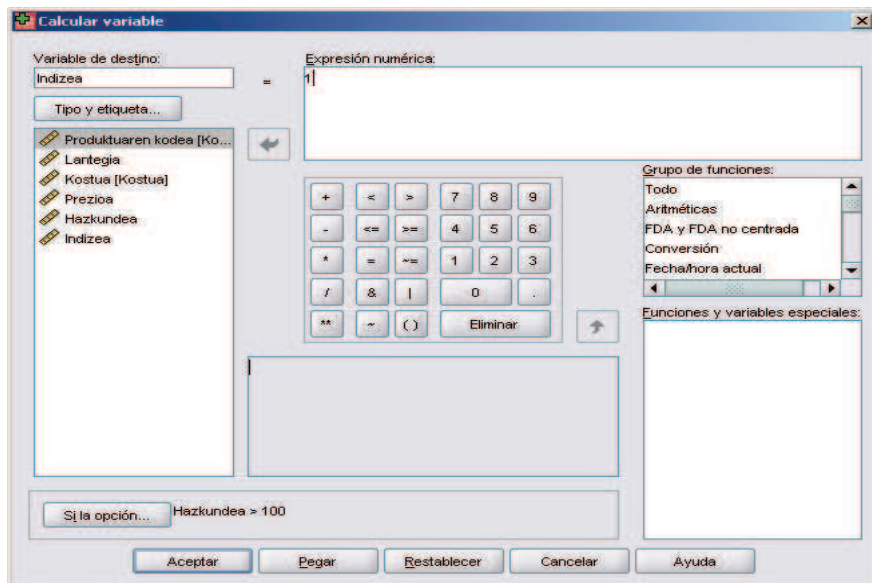 Calcular variable
Variable de destino:
Indizea
=
Expresión numérica:
1
Tipo y etiqueta...
Produktuaren kodea [Ko...
Lantegia
Kostua [Kostua]
Prezioa
Hazkundea
Indizea
+ < > 7 8 9
- <= >= 4 5 6
* = ~= 1 2 3
/ & | 0 .
** ~ ( ) Eliminar
Grupo de funciones:
Todo
Aritméticas
FDA y FDA no centrada
Conversión
Fecha/hora actual
Funciones y variables especiales:
Si la opción... Hazkundea > 100
Aceptar Pegar Restablecer Cancelar Ayuda